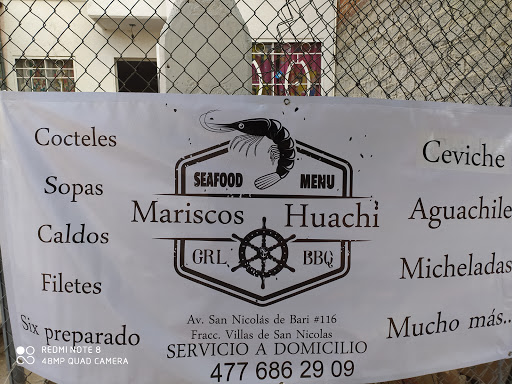 Cocteles
Sopas
Caldos
Filetes
Six preparado
SEAFOOD MENU
Mariscos Huachi
GRL BBQ
Av. San Nicolás de Bari #116
Fracc. Villas de San Nicolas
SERVICIO A DOMICILIO
477 686 29 09
Ceviche
Aguachile
Micheladas
Mucho más..
REDMI NOTE 8
48MP QUAD CAMERA